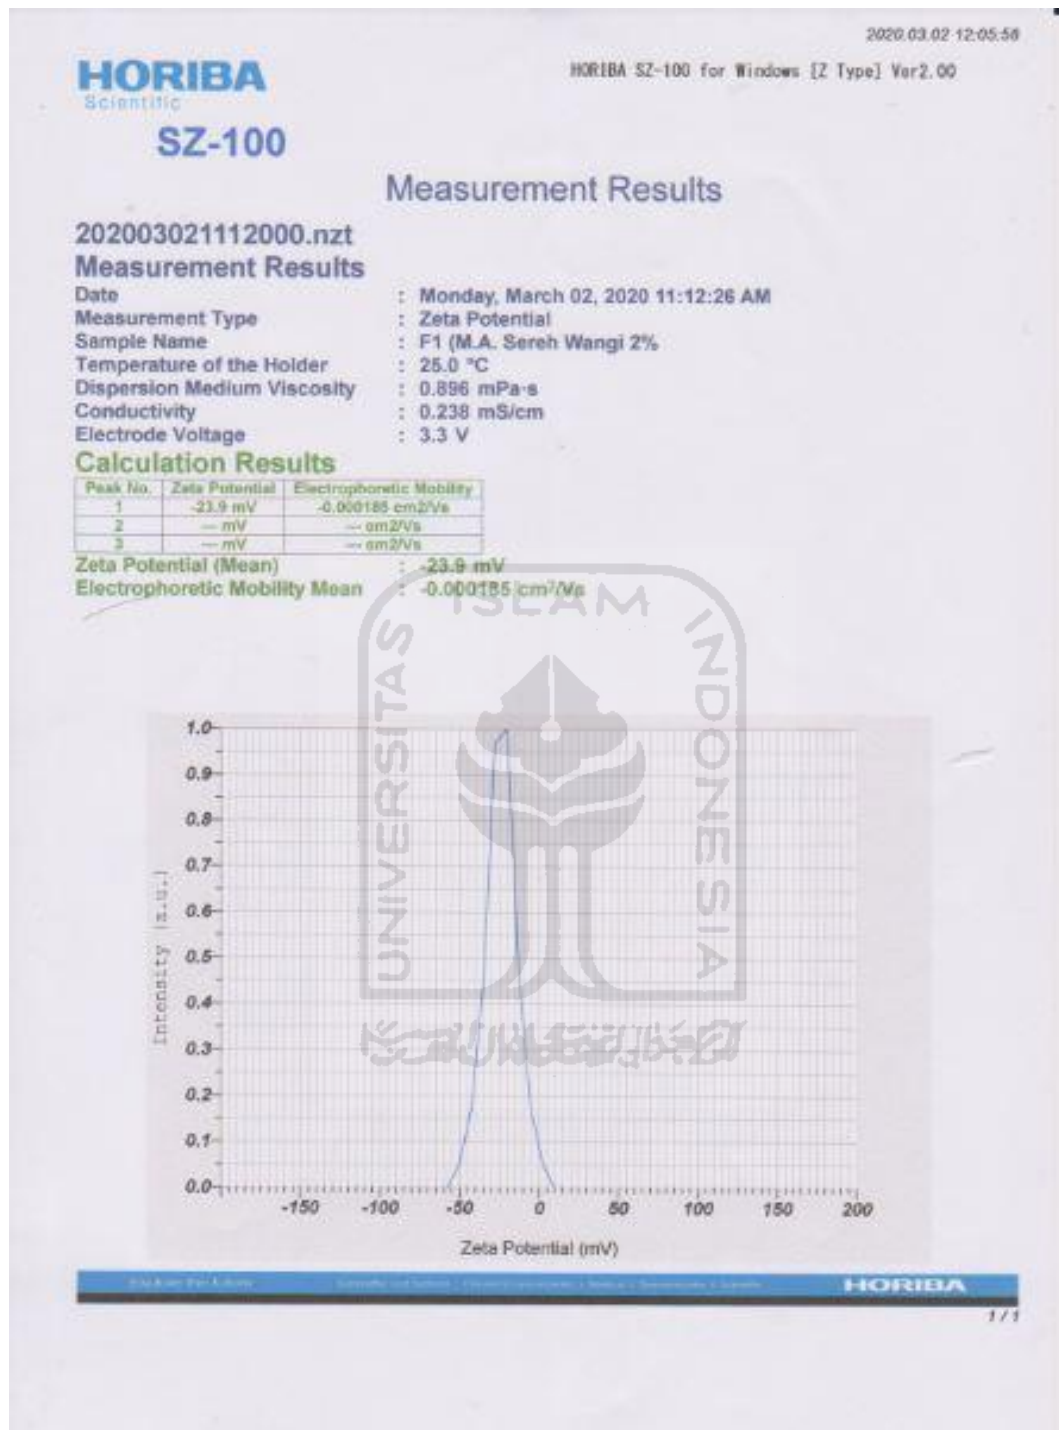 2020.03.02 12:05:56
HORIBA
Scientific
HORIBA SZ-100 for Windows [Z Type] Ver2.00
SZ-100
Measurement Results
202003021112000.nzt
Measurement Results
Date : Monday, March 02, 2020 11:12:26 AM
Measurement Type : Zeta Potential
Sample Name : F1 (M.A. Sereh Wangi 2%
Temperature of the Holder : 25.0 °C
Dispersion Medium Viscosity : 0.896 mPa·s
Conductivity : 0.238 mS/cm
Electrode Voltage : 3.3 V
Calculation Results
Peak No. Zeta Potential Electrophoretic Mobility
1 -23.9 mV -0.000185 cm2/Vs
2 --- mV --- cm2/Vs
3 --- mV --- cm2/Vs
Zeta Potential (Mean) : -23.9 mV
Electrophoretic Mobility Mean : -0.000185 cm²/Vs
UNIVERSITAS ISLAM INDONESIA
1.0
0.9
0.8
0.7
0.6
0.5
0.4
0.3
0.2
0.1
0.0
Intensity (a.u.)
-150 -100 -50 0 50 100 150 200
Zeta Potential (mV)
HORIBA
1 / 1